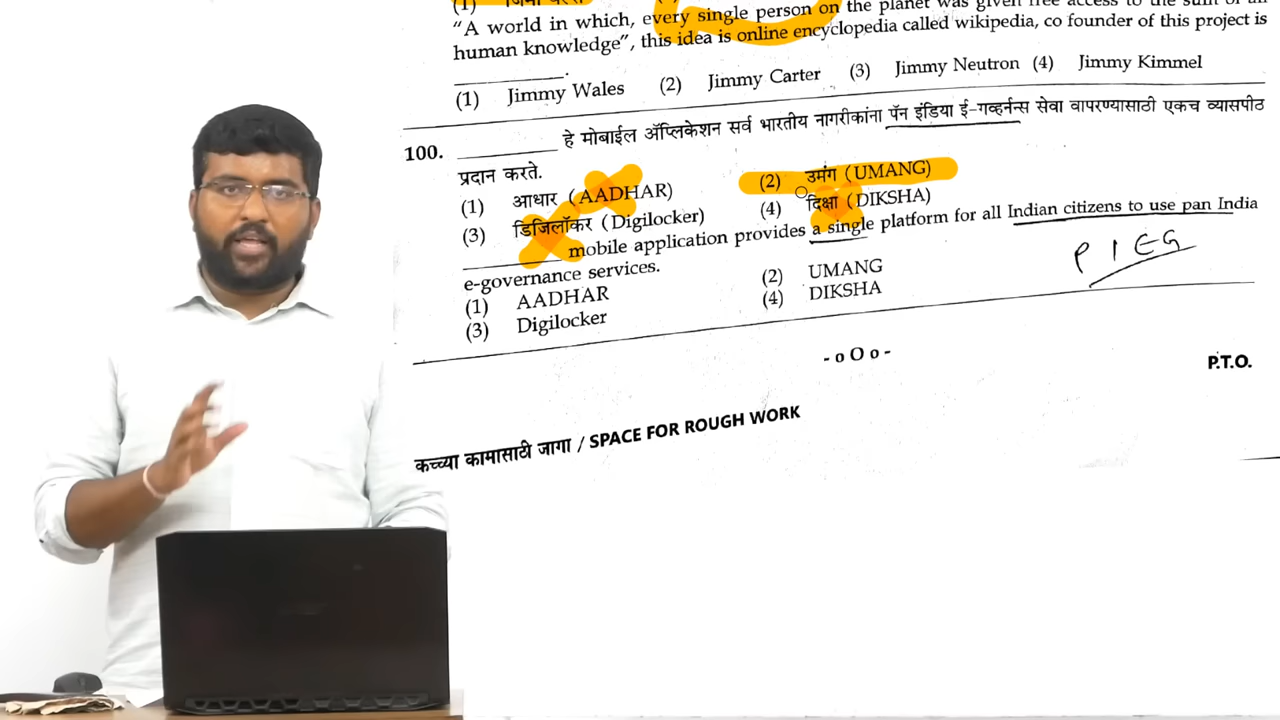 (1)
"A world in which, every single person on the planet was given free access to the sum of all
human knowledge", this idea is online encyclopedia called wikipedia, co founder of this project is
____________.
(1) Jimmy Wales (2) Jimmy Carter (3) Jimmy Neutron (4) Jimmy Kimmel
100. ____________ हे मोबाईल ॲप्लिकेशन सर्व भारतीय नागरीकांना पॅन इंडिया ई-गव्हर्नन्स सेवा वापरण्यासाठी एकच व्यासपीठ
प्रदान करते.
(1) आधार (AADHAR) (2) उमंग (UMANG)
(3) डिजिलॉकर (Digilocker) (4) दिक्षा (DIKSHA)
____________ mobile application provides a single platform for all Indian citizens to use pan India
e-governance services.
(1) AADHAR (2) UMANG
(3) Digilocker (4) DIKSHA
P I E G
- o O o -
P.T.O.
कच्च्या कामासाठी जागा / SPACE FOR ROUGH WORK